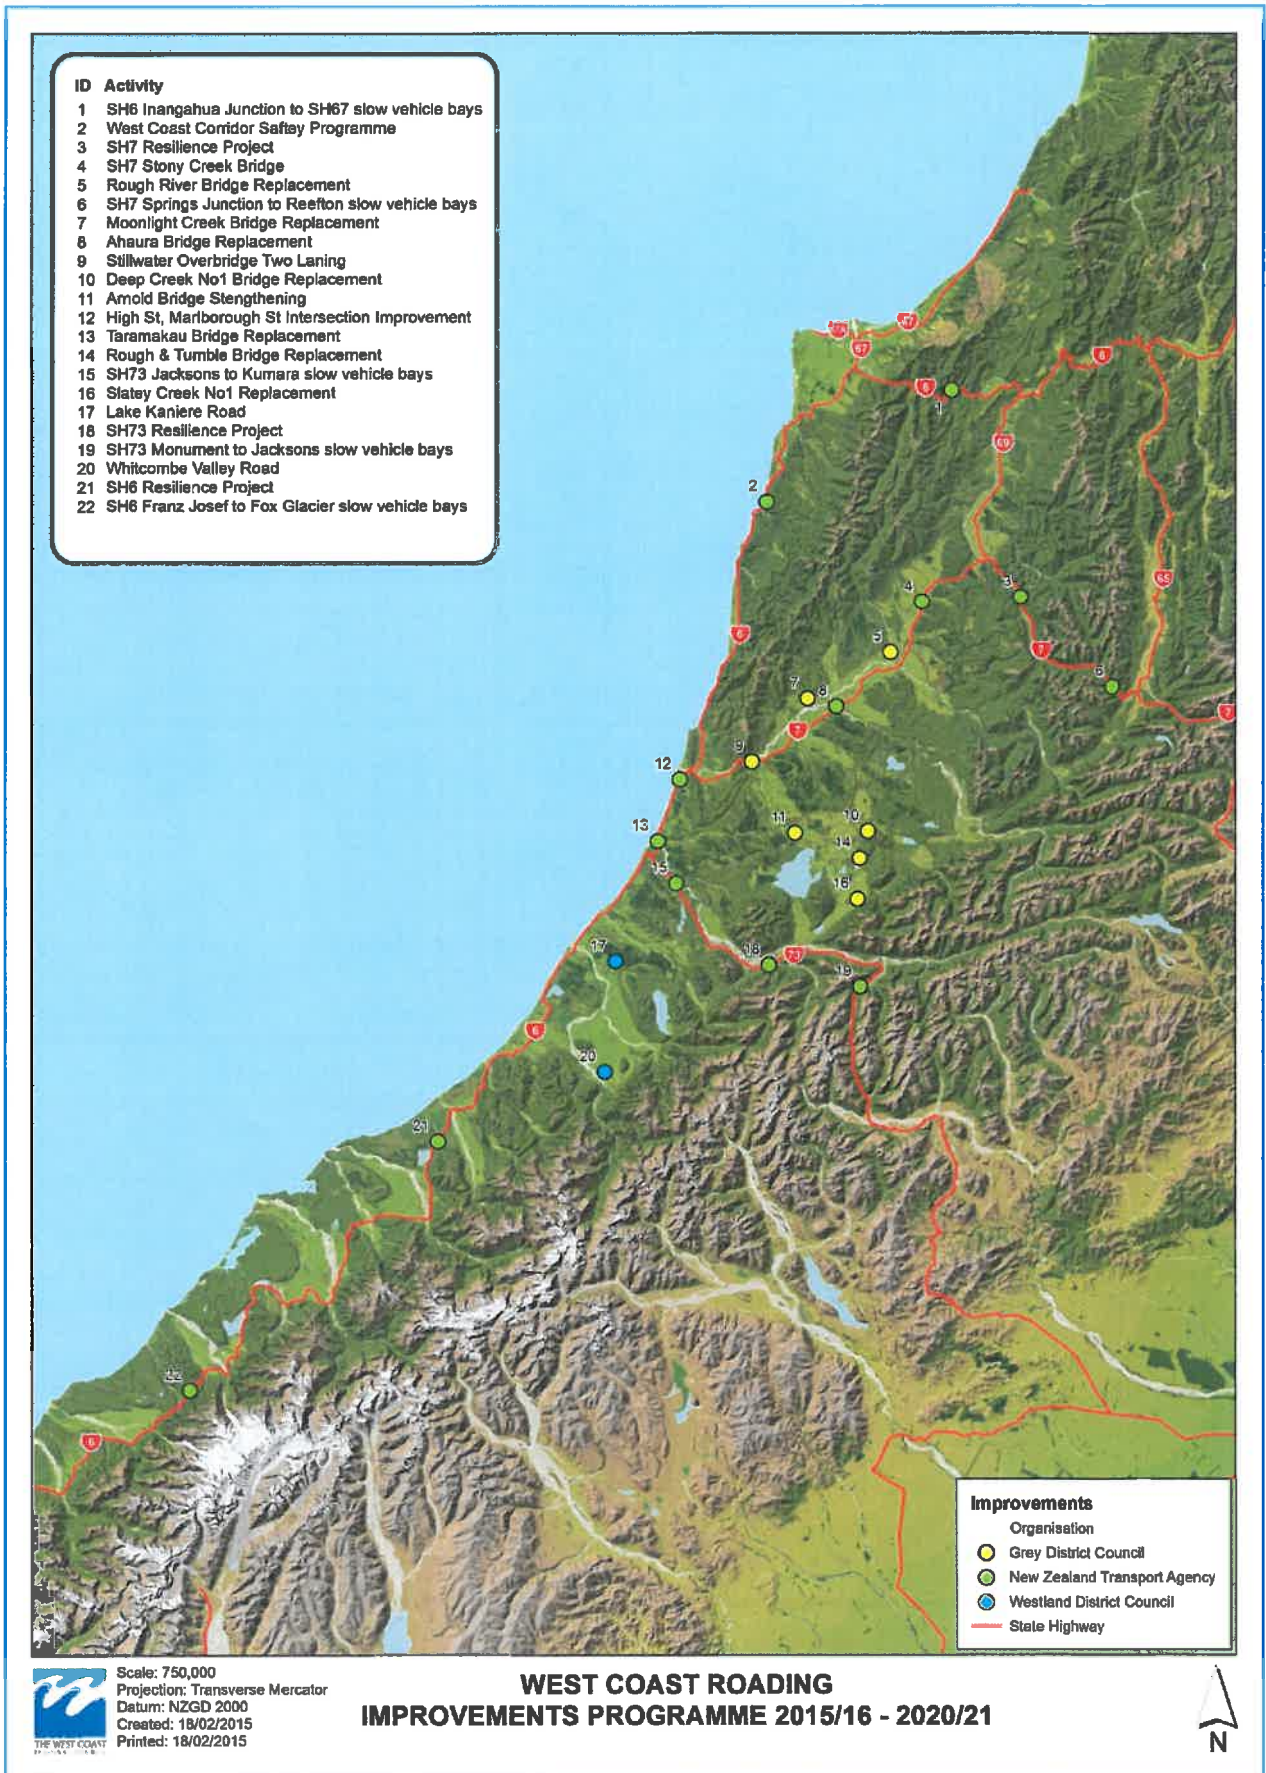 ID Activity
1 SH6 Inangahua Junction to SH67 slow vehicle bays
2 West Coast Corridor Saftey Programme
3 SH7 Resilience Project
4 SH7 Stony Creek Bridge
5 Rough River Bridge Replacement
6 SH7 Springs Junction to Reefton slow vehicle bays
7 Moonlight Creek Bridge Replacement
8 Ahaura Bridge Replacement
9 Stillwater Overbridge Two Laning
10 Deep Creek No1 Bridge Replacement
11 Arnold Bridge Stengthening
12 High St, Marlborough St Intersection Improvement
13 Taramakau Bridge Replacement
14 Rough & Tumble Bridge Replacement
15 SH73 Jacksons to Kumara slow vehicle bays
16 Slatey Creek No1 Replacement
17 Lake Kaniere Road
18 SH73 Resilience Project
19 SH73 Monument to Jacksons slow vehicle bays
20 Whitcombe Valley Road
21 SH6 Resilience Project
22 SH6 Franz Josef to Fox Glacier slow vehicle bays
67
67
6
6
1
69
2
65
4
3
6
5
7
6
7
8
7
7
9
12
11
10
13
14
15
16
17
18
73
19
6
20
21
22
6
Improvements
Organisation
Grey District Council
New Zealand Transport Agency
Westland District Council
State Highway
Scale: 750,000
Projection: Transverse Mercator
Datum: NZGD 2000
Created: 18/02/2015
Printed: 18/02/2015
THE WEST COAST
WEST COAST ROADING
IMPROVEMENTS PROGRAMME 2015/16 - 2020/21
N